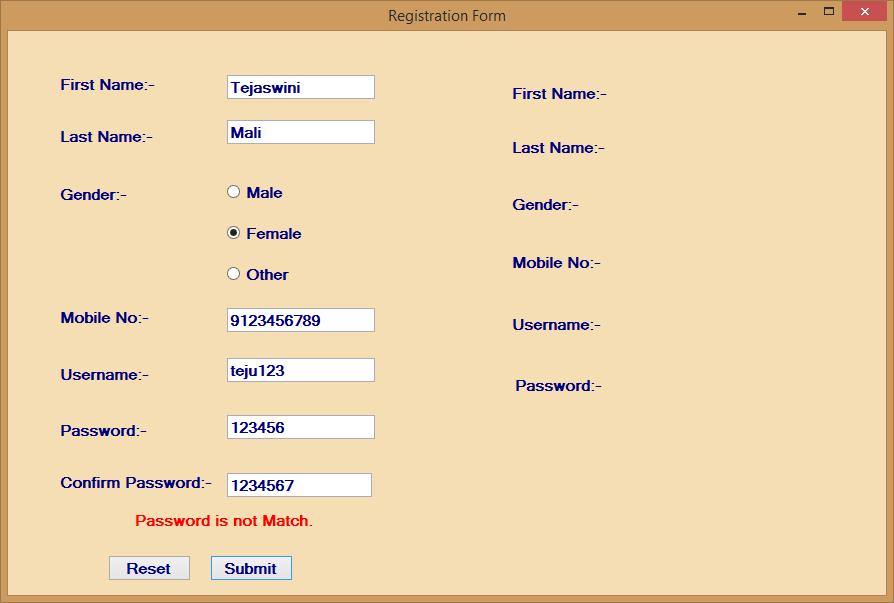 Registration Form
First Name:-
Tejaswini
Last Name:-
Mali
Gender:-
Male
Female
Other
Mobile No:-
9123456789
Username:-
teju123
Password:-
123456
Confirm Password:-
1234567
Password is not Match.
Reset
Submit
First Name:-
Last Name:-
Gender:-
Mobile No:-
Username:-
Password:-